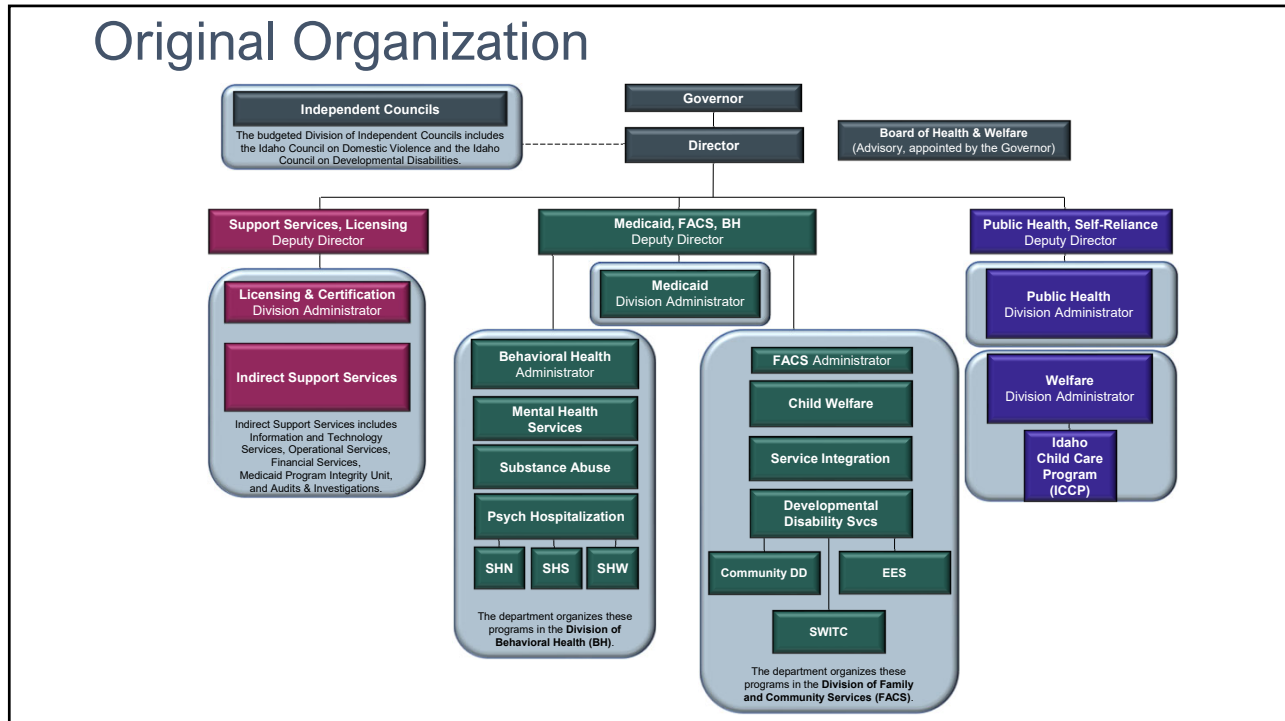 Original Organization
Independent Councils
The budgeted Division of Independent Councils includes
the Idaho Council on Domestic Violence and the Idaho
Council on Developmental Disabilities.
Governor
Director
Board of Health & Welfare
(Advisory, appointed by the Governor)
Support Services, Licensing
Deputy Director
Medicaid, FACS, BH
Deputy Director
Public Health, Self-Reliance
Deputy Director
Licensing & Certification
Division Administrator
Indirect Support Services
Indirect Support Services includes
Information and Technology
Services, Operational Services,
Financial Services,
Medicaid Program Integrity Unit,
and Audits & Investigations.
Medicaid
Division Administrator
Behavioral Health
Administrator
Mental Health
Services
Substance Abuse
Psych Hospitalization
SHN
SHS
SHW
The department organizes these
programs in the Division of
Behavioral Health (BH).
FACS Administrator
Child Welfare
Service Integration
Developmental
Disability Svcs
Community DD
EES
SWITC
The department organizes these
programs in the Division of Family
and Community Services (FACS).
Public Health
Division Administrator
Welfare
Division Administrator
Idaho
Child Care
Program
(ICCP)